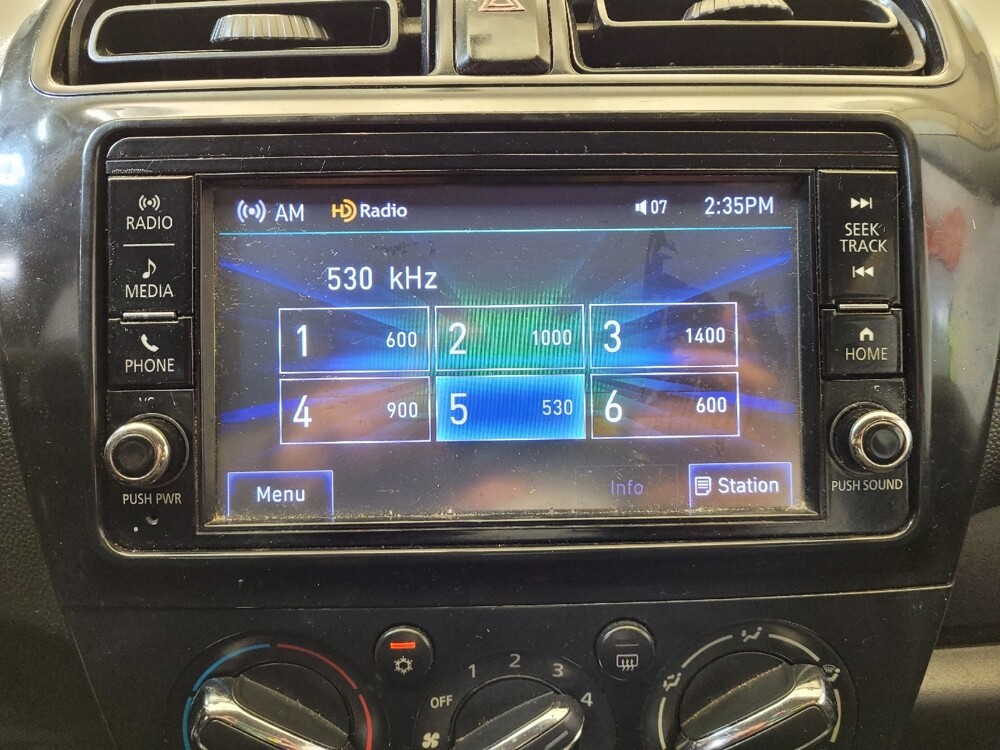 RADIO
MEDIA
PHONE
PUSH PWR
AM HD Radio 07 2:35PM
530 kHz
1 600 2 1000 3 1400
4 900 5 530 6 600
Menu Info Station
SEEK
TRACK
HOME
PUSH SOUND
OFF 1 2 3 4